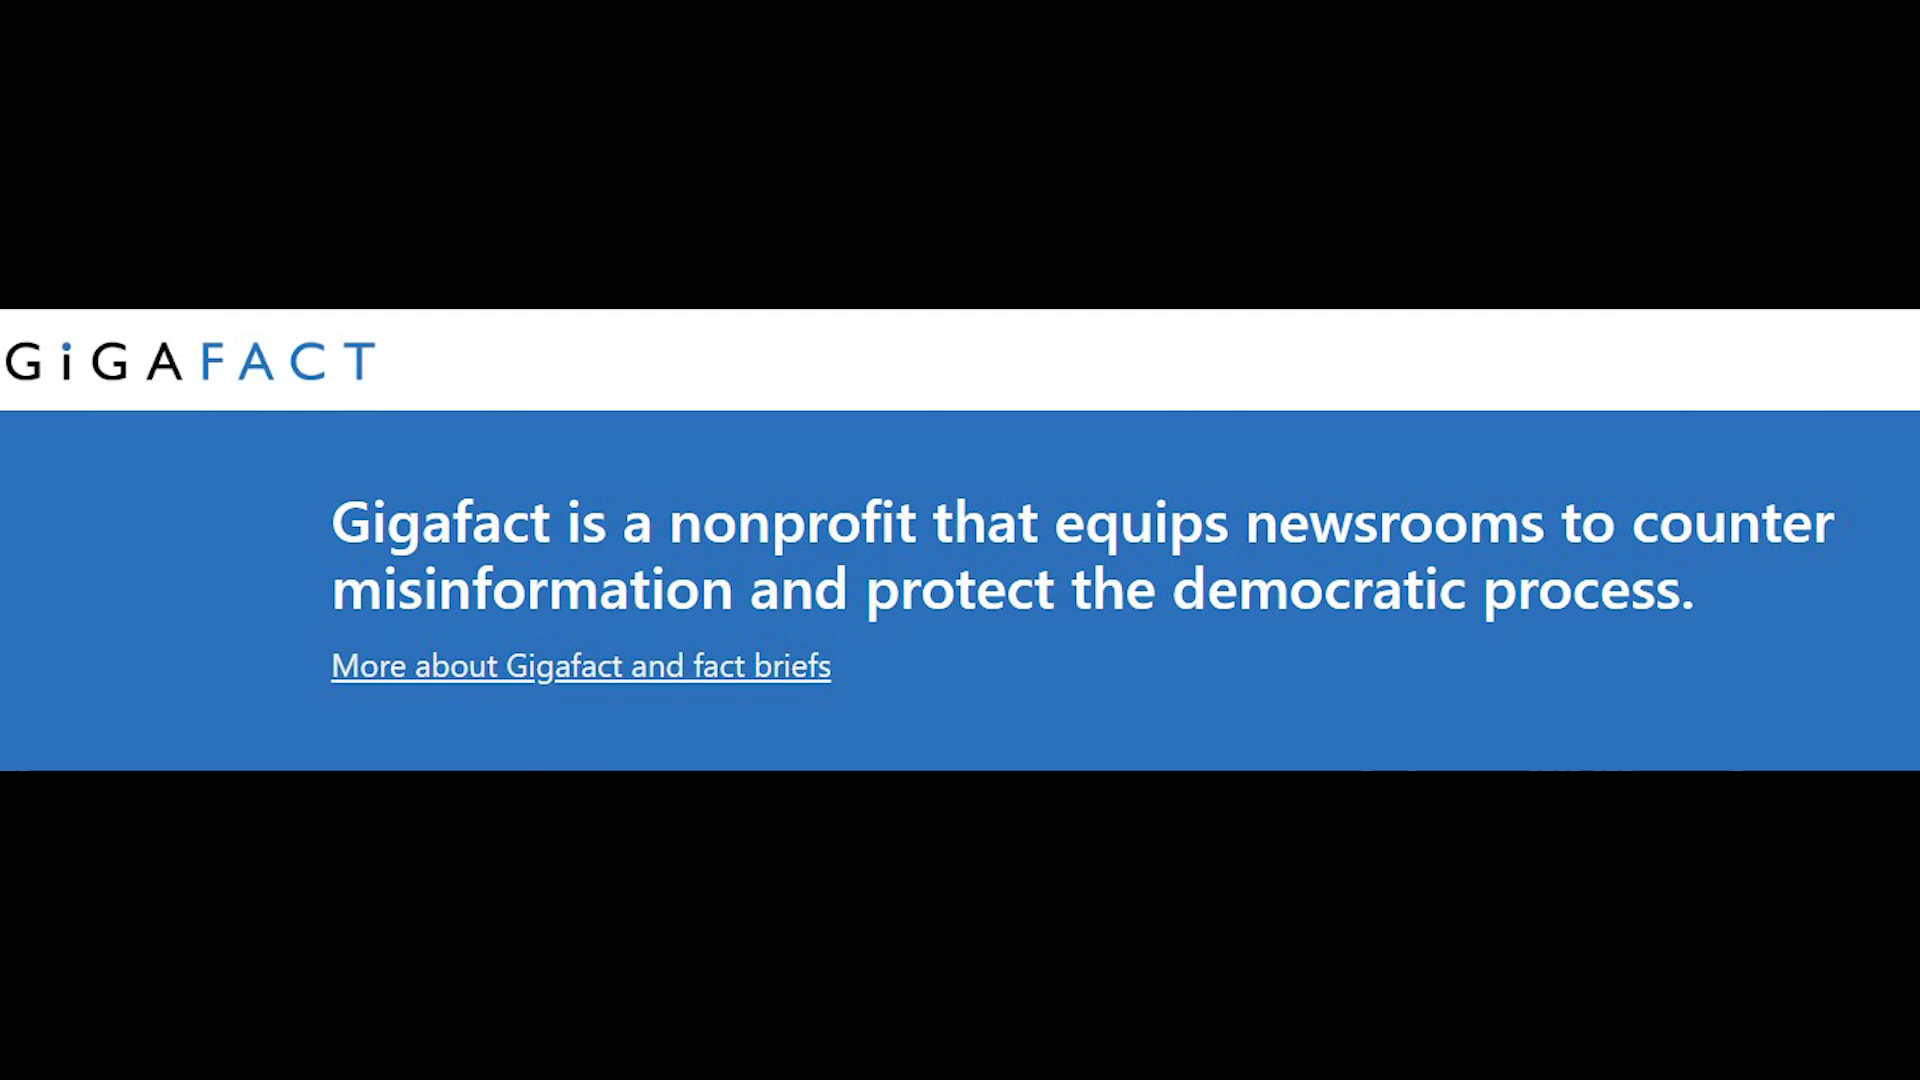 GiGAFACT
Gigafact is a nonprofit that equips newsrooms to counter
misinformation and protect the democratic process.
More about Gigafact and fact briefs